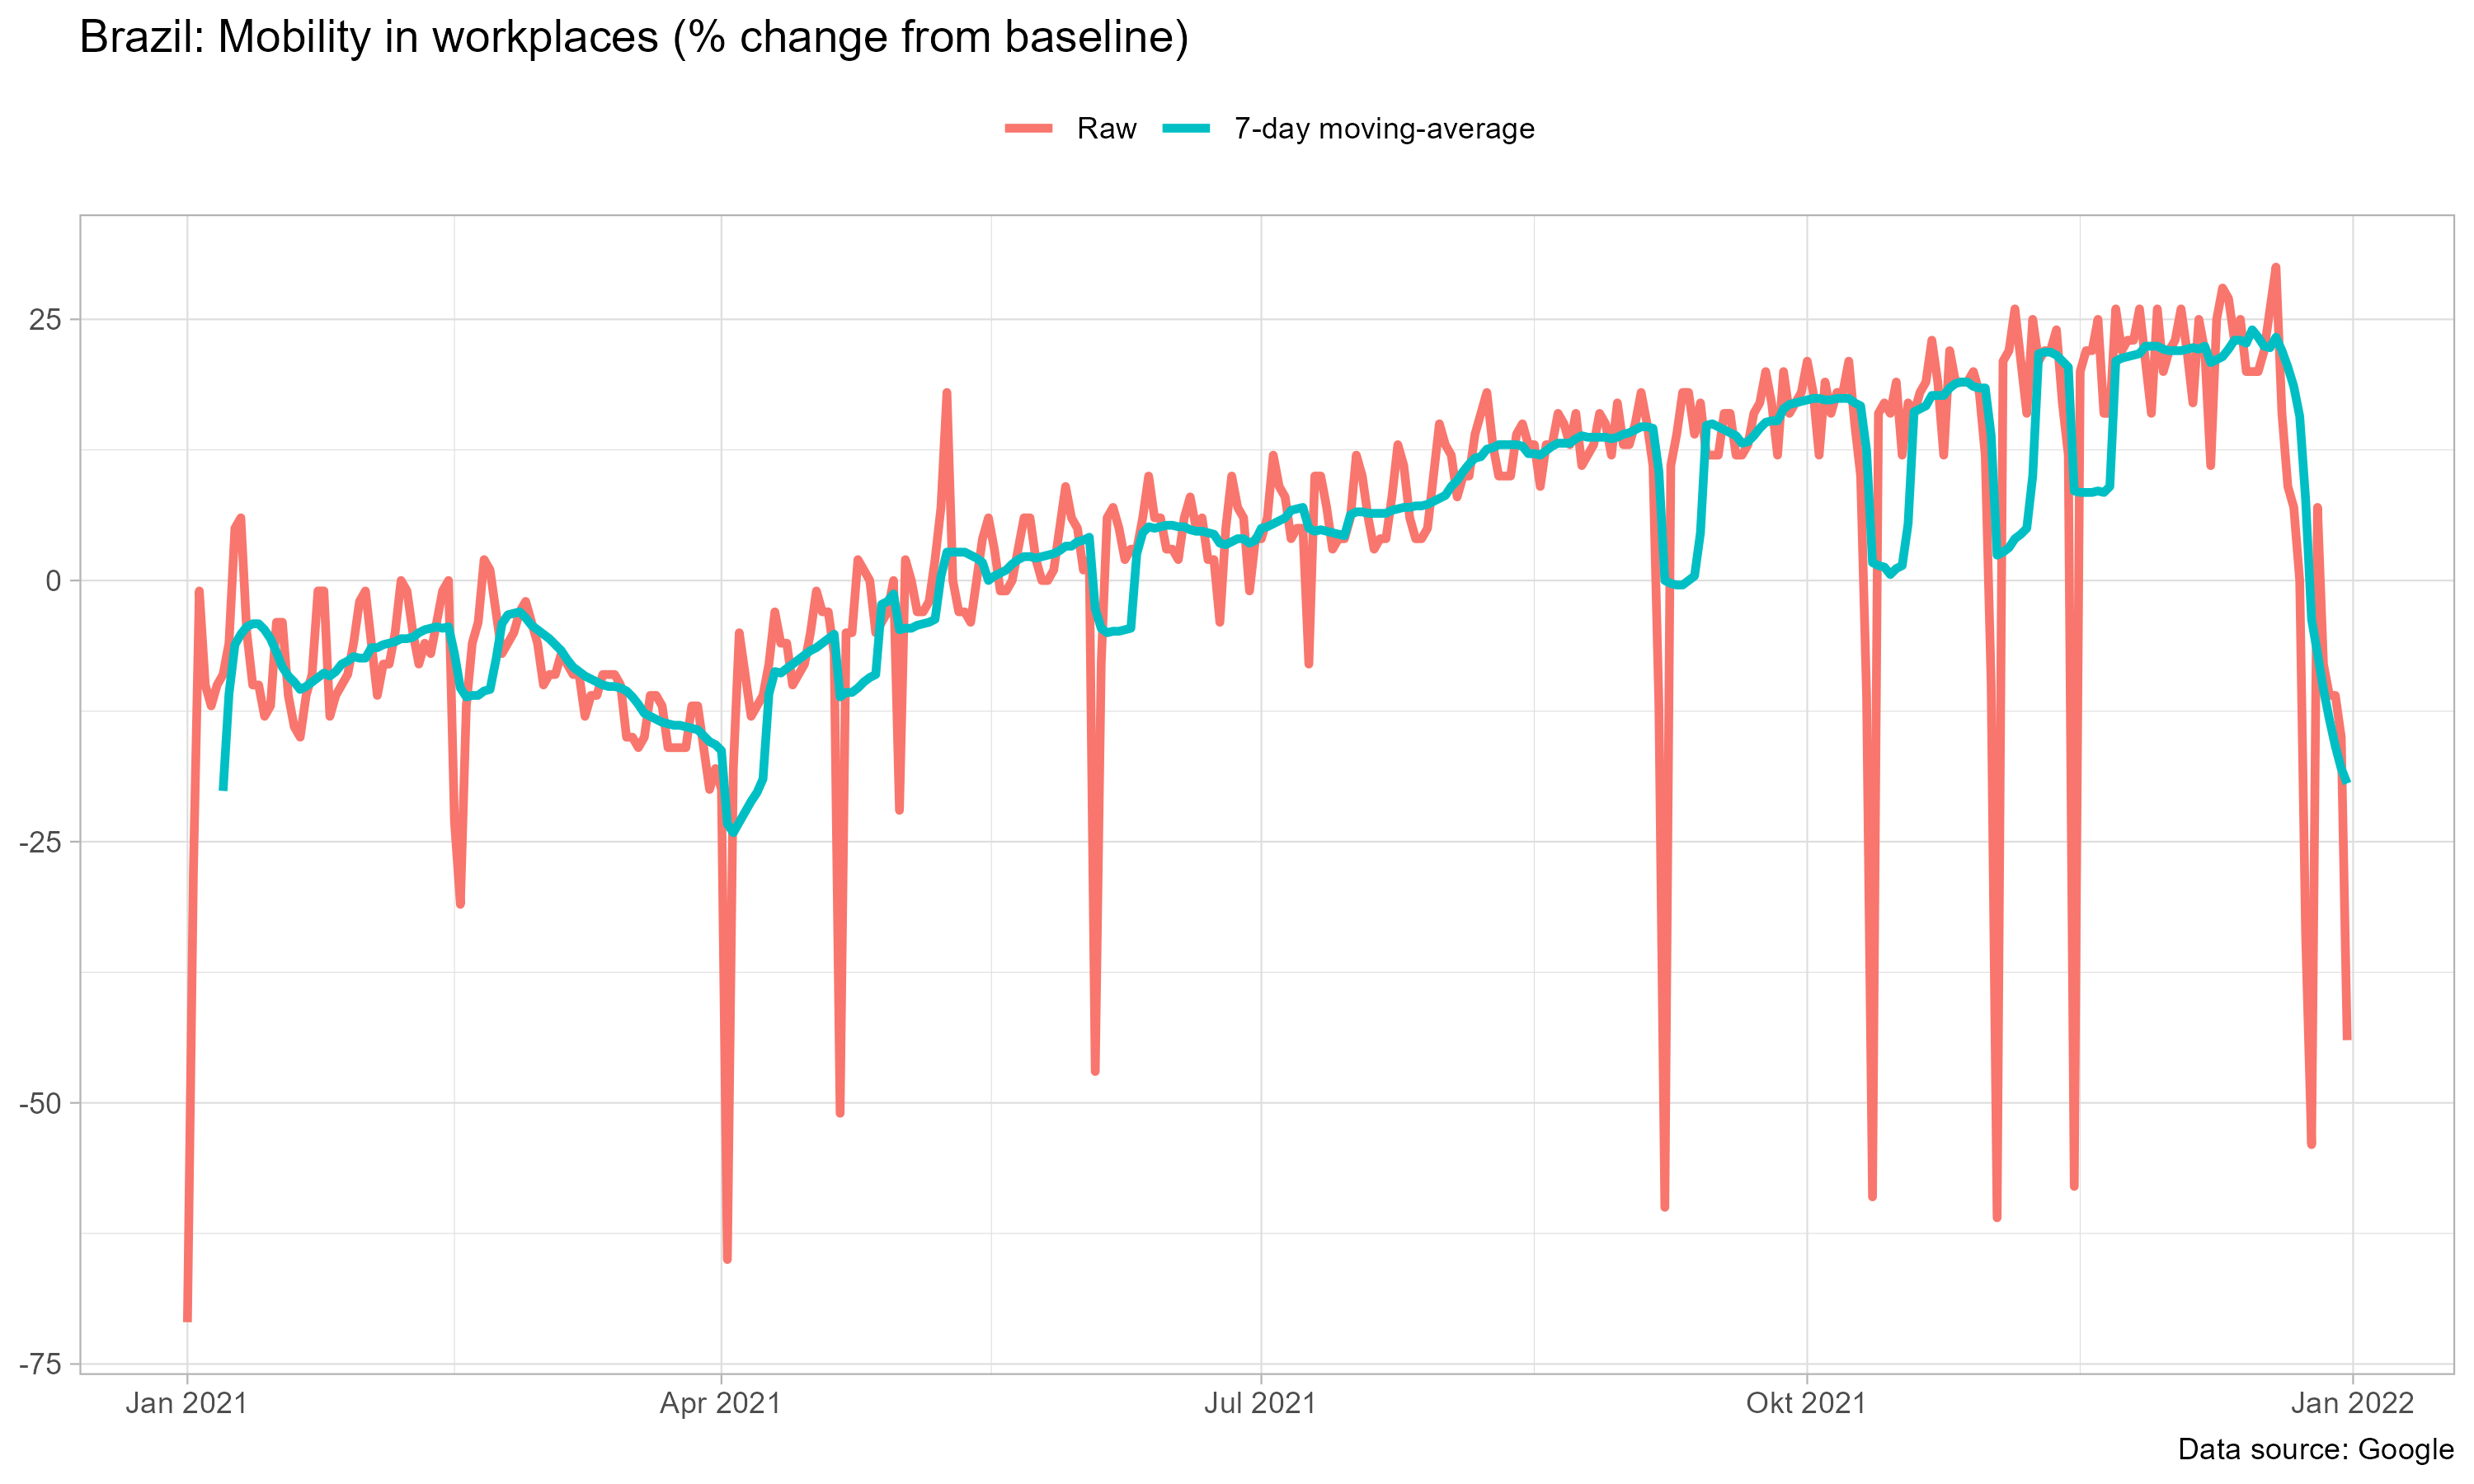 Brazil: Mobility in workplaces (% change from baseline)
Raw 7-day moving-average
25
0
-25
-50
-75
Jan 2021 Apr 2021 Jul 2021 Okt 2021 Jan 2022
Data source: Google